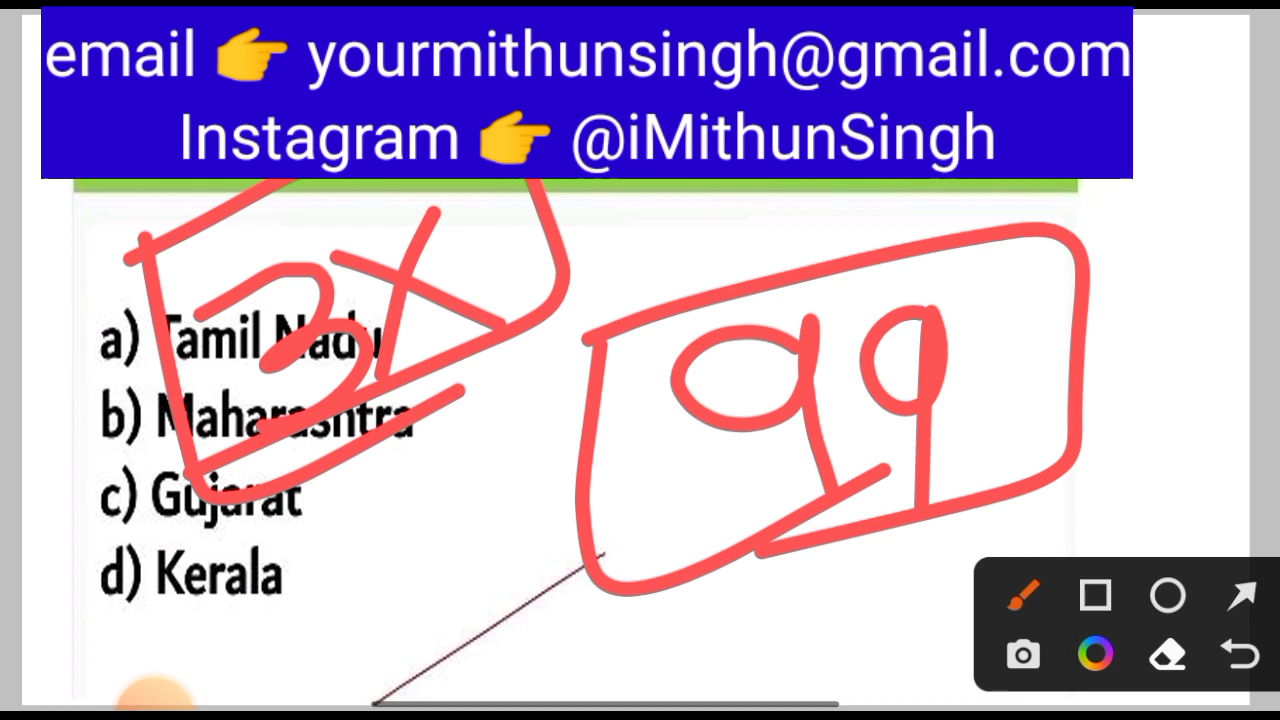 email 👉 yourmithunsingh@gmail.com
Instagram 👉 @iMithunSingh
3X
99
a) Tamil Nadu
b) Maharashtra
c) Gujarat
d) Kerala